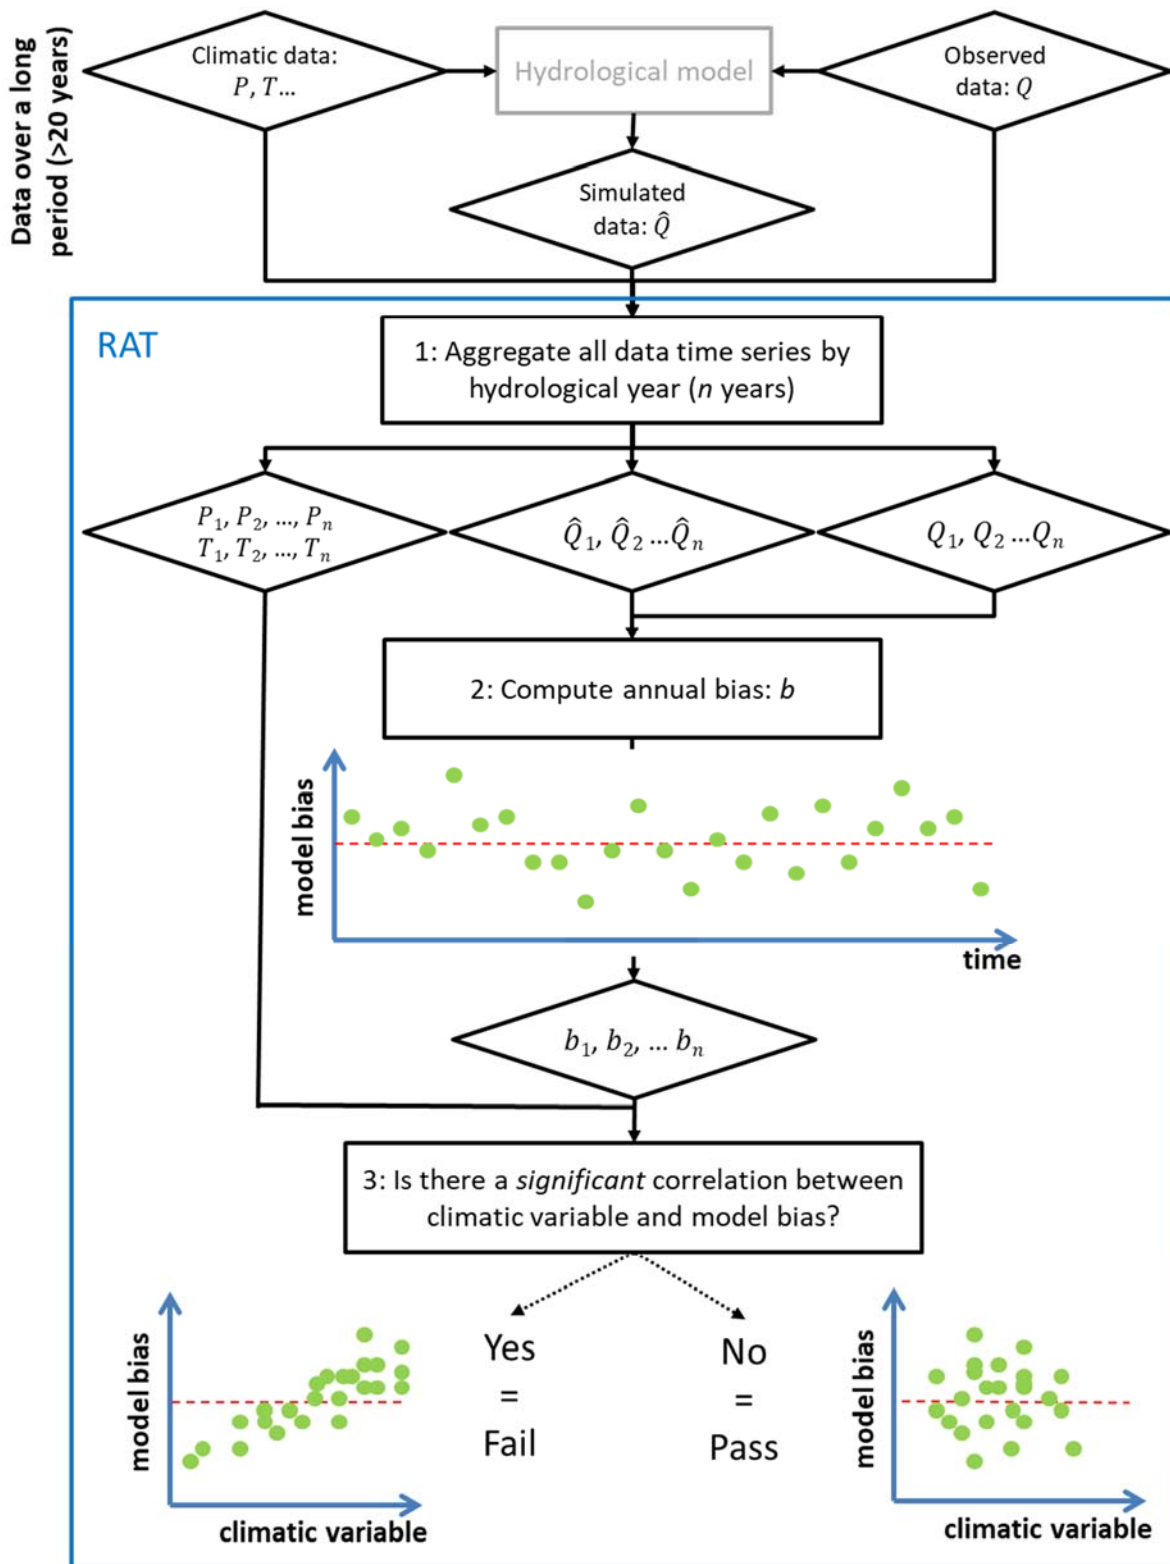 Data over a long
period (>20 years)
Climatic data:
P, T...
Hydrological model
Observed
data: Q
Simulated
data: Q̂
RAT
1: Aggregate all data time series by
hydrological year (n years)
P₁, P₂, ..., Pₙ
T₁, T₂, ..., Tₙ
Q̂₁, Q̂₂ ...Q̂ₙ
Q₁, Q₂ ...Qₙ
2: Compute annual bias: b
model bias
time
b₁, b₂, ... bₙ
3: Is there a significant correlation between
climatic variable and model bias?
model bias
climatic variable
Yes
=
Fail
No
=
Pass
model bias
climatic variable